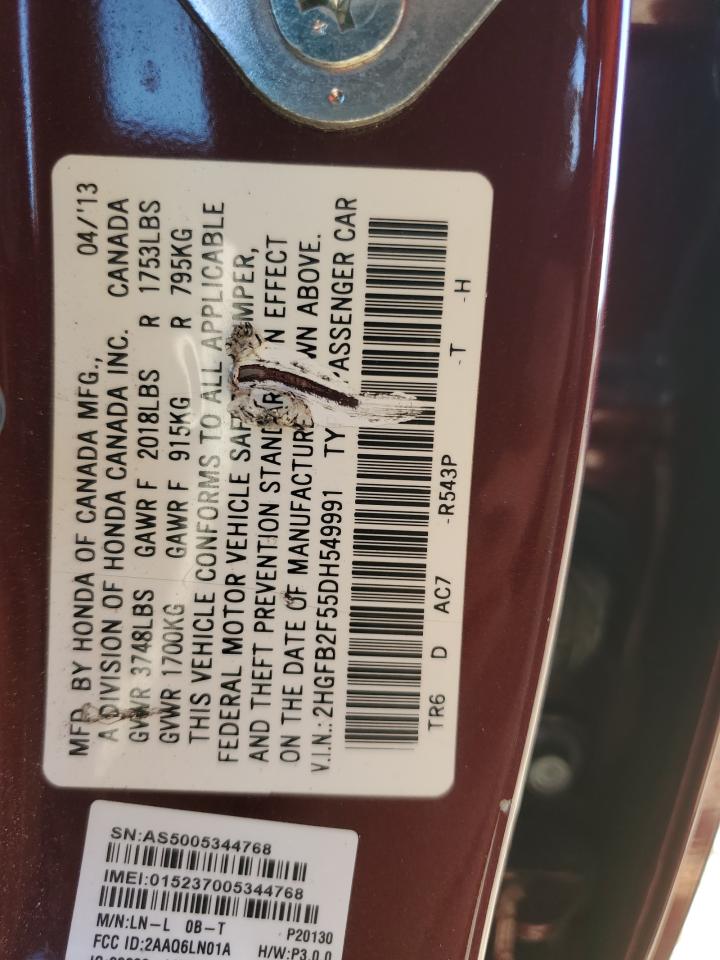 MFD. BY HONDA OF CANADA MFG., 04/'13
A DIVISION OF HONDA CANADA INC. CANADA
GVWR 3748LBS GAWR F 2018LBS R 1753LBS
GVWR 1700KG GAWR F 915KG R 795KG
THIS VEHICLE CONFORMS TO ALL APPLICABLE
FEDERAL MOTOR VEHICLE SAF MPER,
AND THEFT PREVENTION STANDAR N EFFECT
ON THE DATE OF MANUFACTURE WN ABOVE.
V.I.N.: 2HGFB2F55DH549991 TY ASSENGER CAR
TR6 D AC7 -R543P -T -H
SN:AS5005344768
IMEI:015237005344768
M/N:LN-L 0B-T P20130
FCC ID:2AAQ6LN01A H/W:P3.0.0